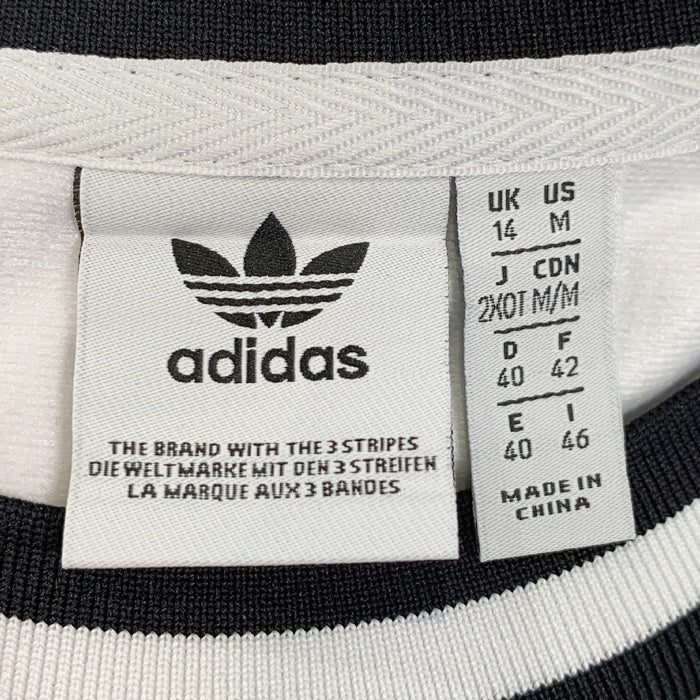 adidas
THE BRAND WITH THE 3 STRIPES
DIE WELTMARKE MIT DEN 3 STREIFEN
LA MARQUE AUX 3 BANDES
UK US
14 M
J CDN
2XOT M/M
D F
40 42
E I
40 46
MADE IN
CHINA